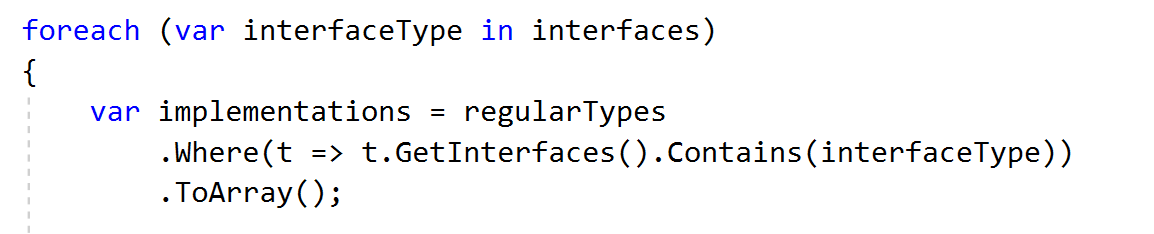 foreach (var interfaceType in interfaces)
{
    var implementations = regularTypes
        .Where(t => t.GetInterfaces().Contains(interfaceType))
        .ToArray();